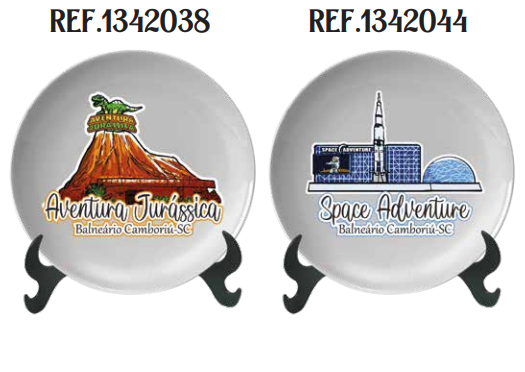 REF.1342038
REF.1342044
AVENTURA
JURÁSSICA
Aventura Jurássica
Balneário Camboriú-SC
SPACE ADVENTURE
Space Adventure
Balneário Camboriú-SC